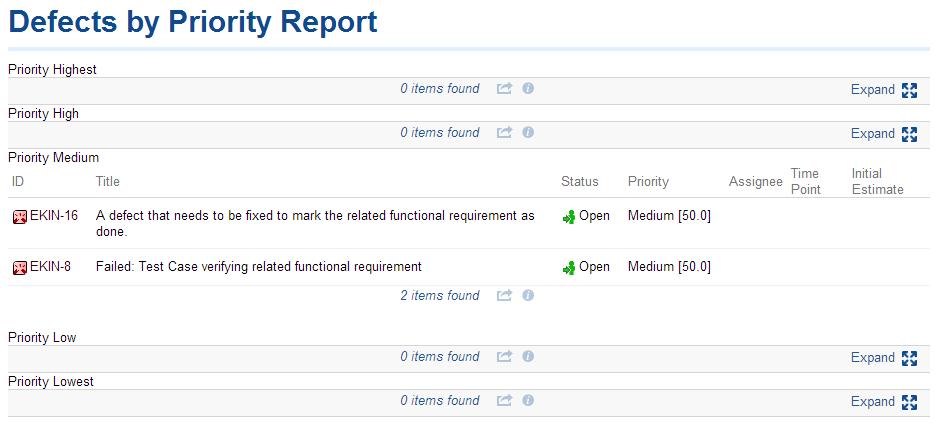 Defects by Priority Report
Priority Highest
0 items found Expand
Priority High
0 items found Expand
Priority Medium
ID Title Status Priority Assignee Time Point Initial Estimate
EKIN-16 A defect that needs to be fixed to mark the related functional requirement as Open Medium [50.0]
done.
EKIN-8 Failed: Test Case verifying related functional requirement Open Medium [50.0]
2 items found
Priority Low
0 items found Expand
Priority Lowest
0 items found Expand